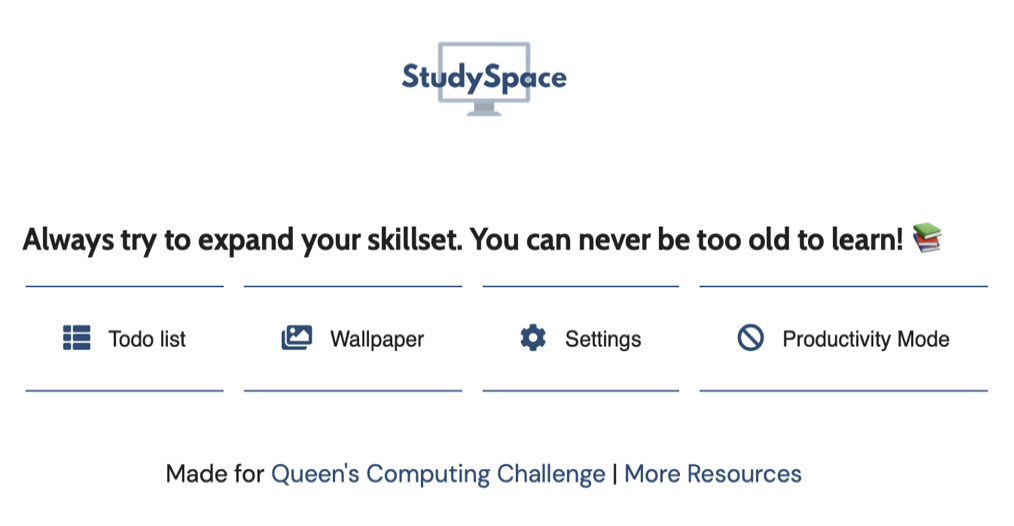 StudySpace
Always try to expand your skillset. You can never be too old to learn! 📚
Todo list
Wallpaper
Settings
Productivity Mode
Made for Queen's Computing Challenge | More Resources